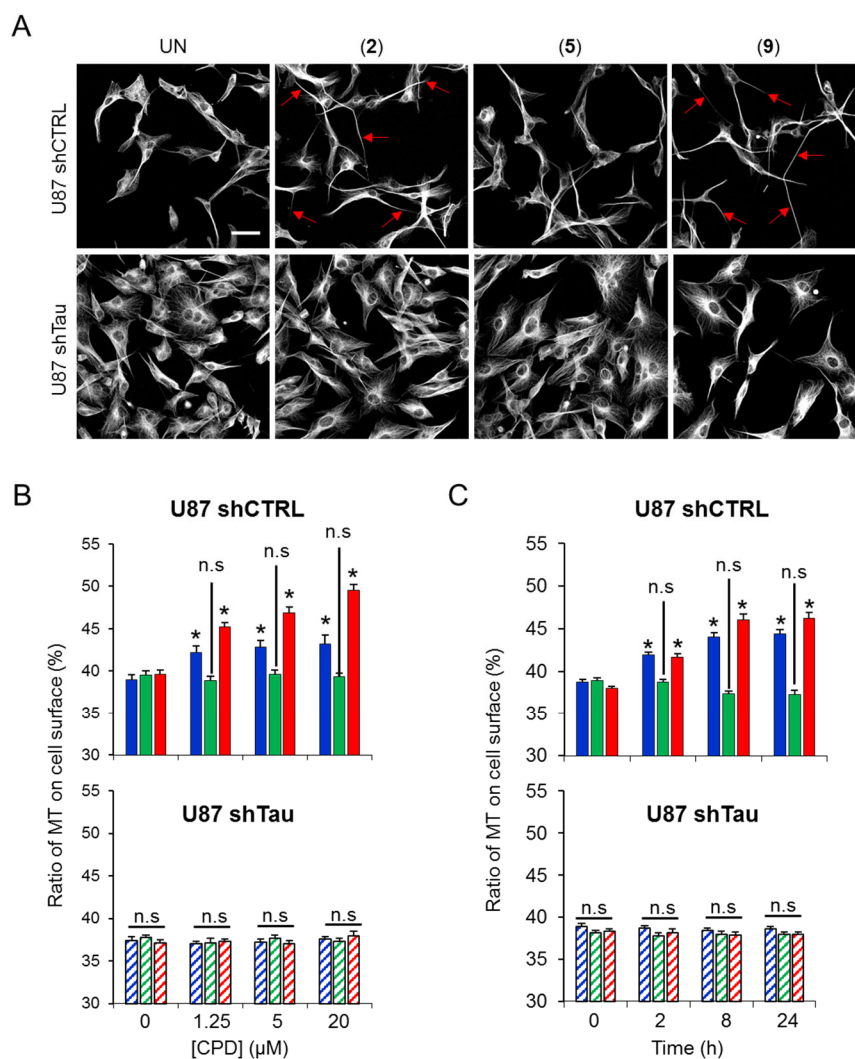 A
UN
(2)
(5)
(9)
U87 shCTRL
U87 shTau
B
U87 shCTRL
Ratio of MT on cell surface (%)
55
50
45
40
35
30
n.s
n.s
n.s
*
*
*
*
*
*
U87 shTau
55
50
45
40
35
30
n.s
n.s
n.s
n.s
0
1.25
5
20
[CPD] (µM)
C
U87 shCTRL
Ratio of MT on cell surface (%)
55
50
45
40
35
30
n.s
n.s
n.s
*
*
*
*
*
*
U87 shTau
55
50
45
40
35
30
n.s
n.s
n.s
n.s
0
2
8
24
Time (h)